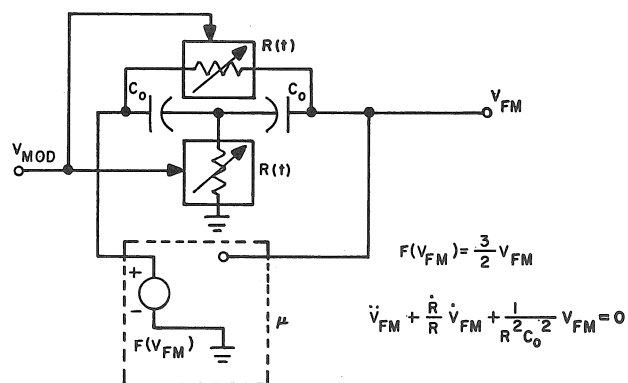 R(t)
C₀
C₀
V_FM
V_MOD
R(t)
+
-
F(V_FM)
μ
F(V_FM)=3/2 V_FM
V̈_FM + Ṙ/R V̇_FM + 1/(R²C₀²) V_FM=0